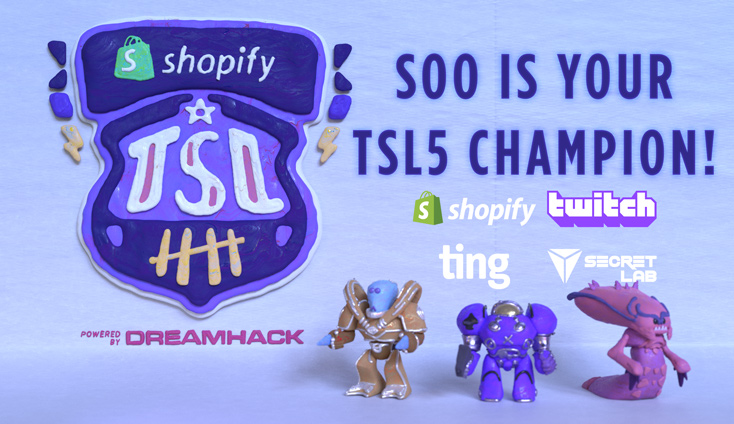 shopify
TSL
POWERED BY DREAMHACK
SOO IS YOUR
TSL5 CHAMPION!
shopify twitch
ting SECRET LAB